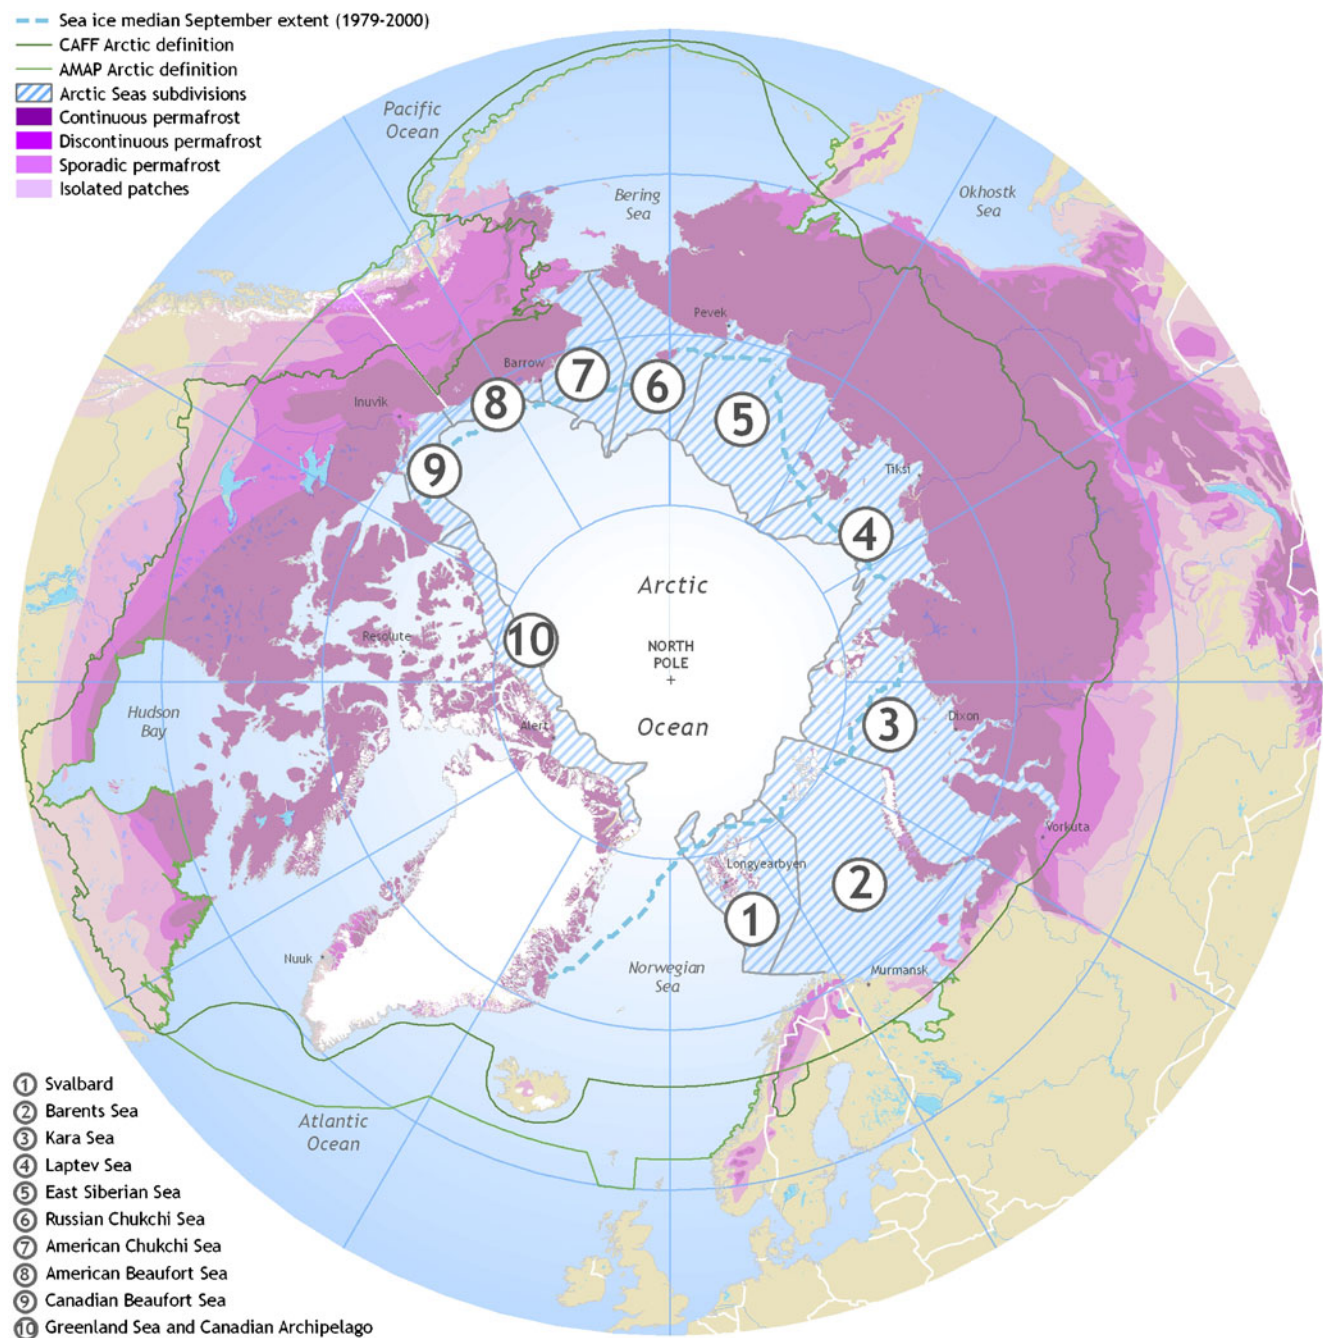 Sea ice median September extent (1979-2000)
CAFF Arctic definition
AMAP Arctic definition
Arctic Seas subdivisions
Continuous permafrost
Discontinuous permafrost
Sporadic permafrost
Isolated patches
Pacific
Ocean
Bering
Sea
Okhostk
Sea
Pevek
Barrow
7
6
8
5
Inuvik
9
Tiksi
4
Arctic
10
Resolute
NORTH
POLE
+
Hudson
Bay
Alert
Ocean
3
Dixon
Vorkuta
Longyearbyen
2
1
Nuuk
Norwegian
Sea
Murmansk
Atlantic
Ocean
1 Svalbard
2 Barents Sea
3 Kara Sea
4 Laptev Sea
5 East Siberian Sea
6 Russian Chukchi Sea
7 American Chukchi Sea
8 American Beaufort Sea
9 Canadian Beaufort Sea
10 Greenland Sea and Canadian Archipelago